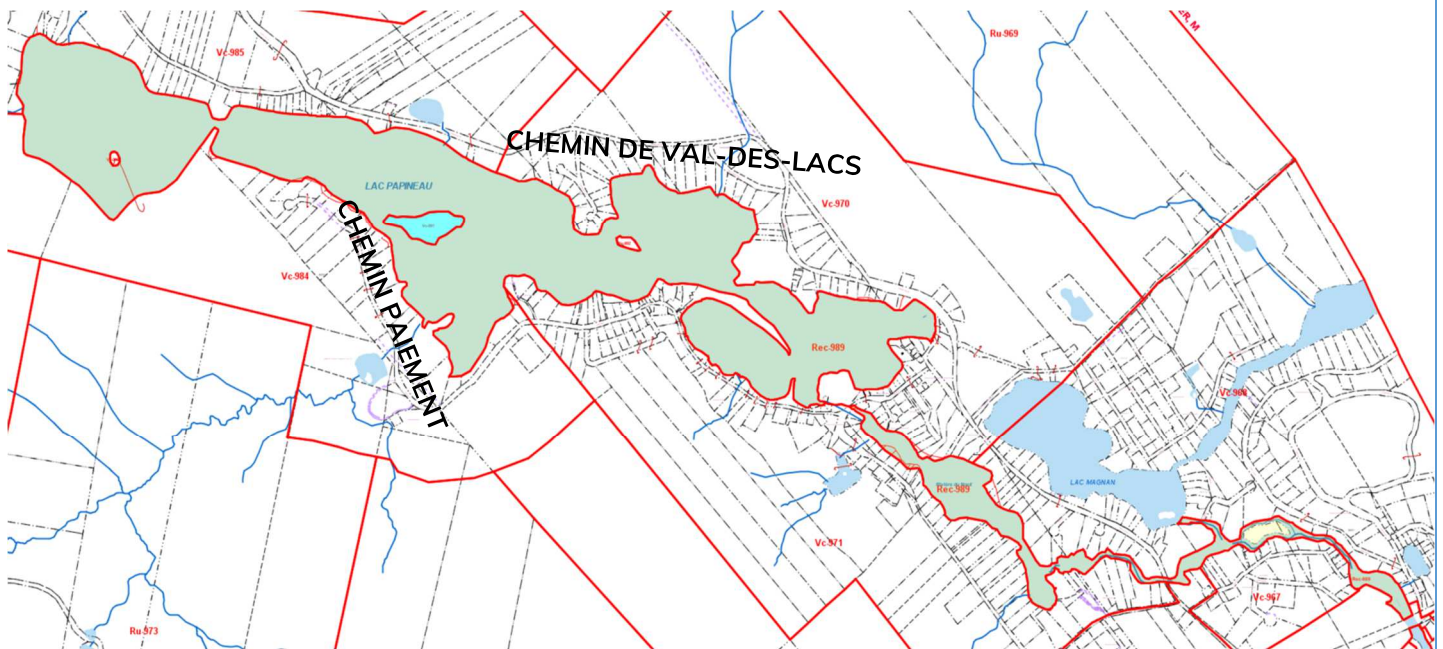 ER, M
Ru-969
Vc-985
CHEMIN DE VAL-DES-LACS
LAC PAPINEAU
Vc-970
CHEMIN PAIEMENT
Vc-984
Rec-989
LAC MAGNAN
Rec-989
Vc-971
Vc-967
Ru-973